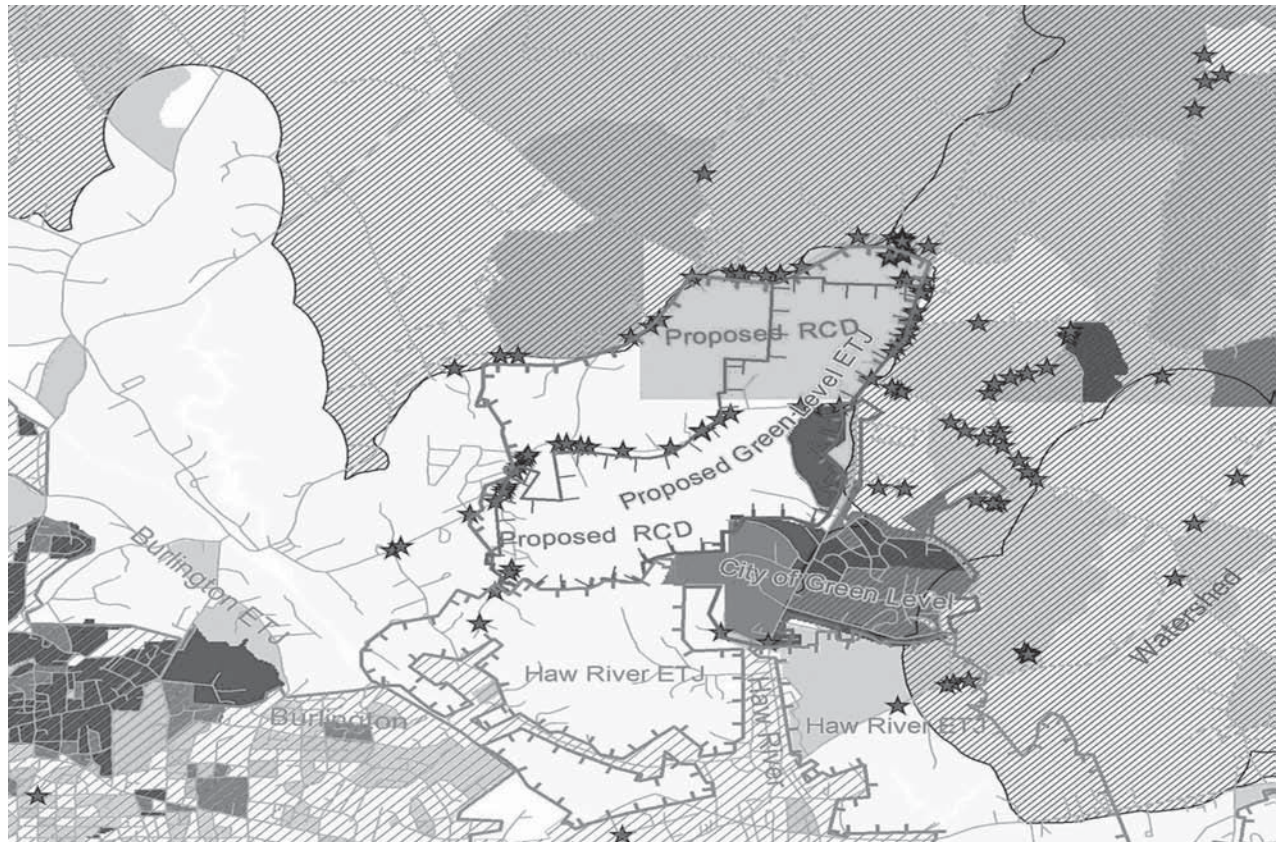 Proposed RCD
Proposed Green Level ETJ
Proposed RCD
City of Green Level
Burlington ETJ
Watershed
Haw River ETJ
Burlington
Haw River
Haw River ETJ